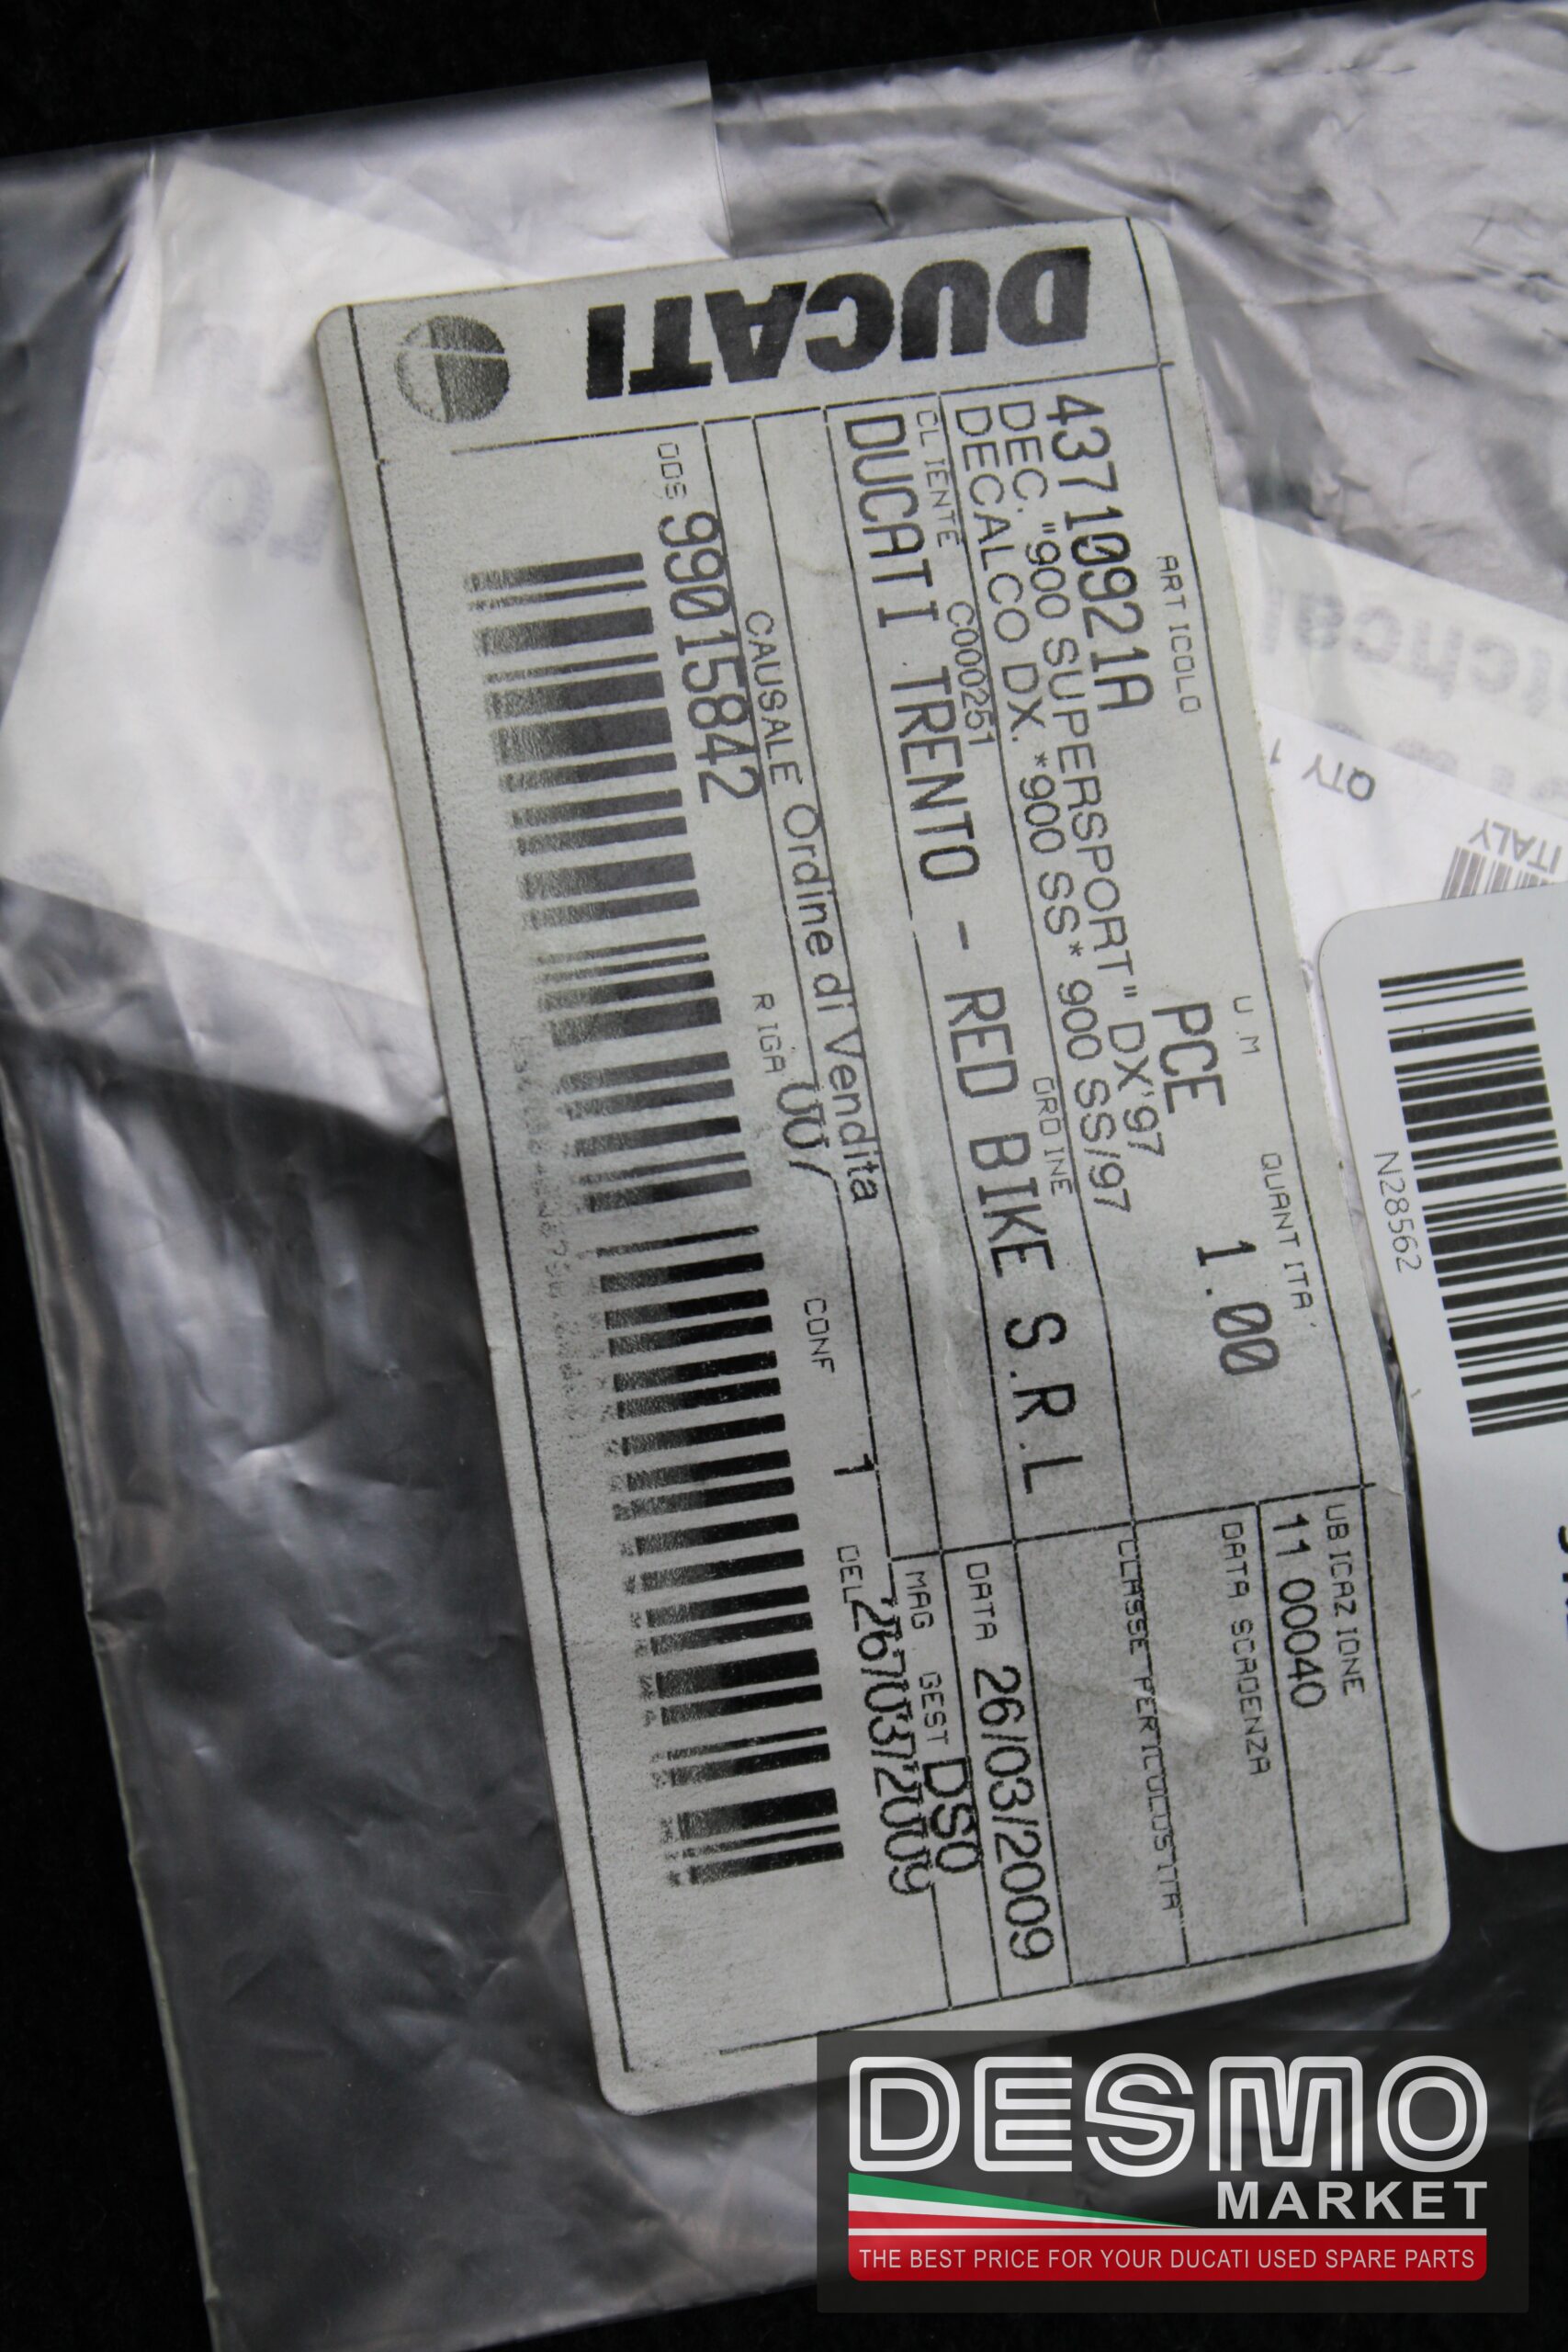 DUCATI
ARTICOLO
U.M
QUANTITA'
UBICAZIONE
43710921A
PCE
1.00
11 00040
DEC. "900 SUPERSPORT" DX'97
DATA SCADENZA
DECALCO DX. *900 SS* 900 SS/97
CLASSE PERICOLOSITA'
CLIENTE C000251
ORDINE
DUCATI TRENTO - RED BIKE S.R.L
DATA 26/03/2009
CAUSALE Ordine di Vendita
MAG
GEST DS0
ODS 99015842
RIGA
CONF 1
DEL 26/03/2009
QTY 1
ITALY
N28562
DESMO
MARKET
THE BEST PRICE FOR YOUR DUCATI USED SPARE PARTS